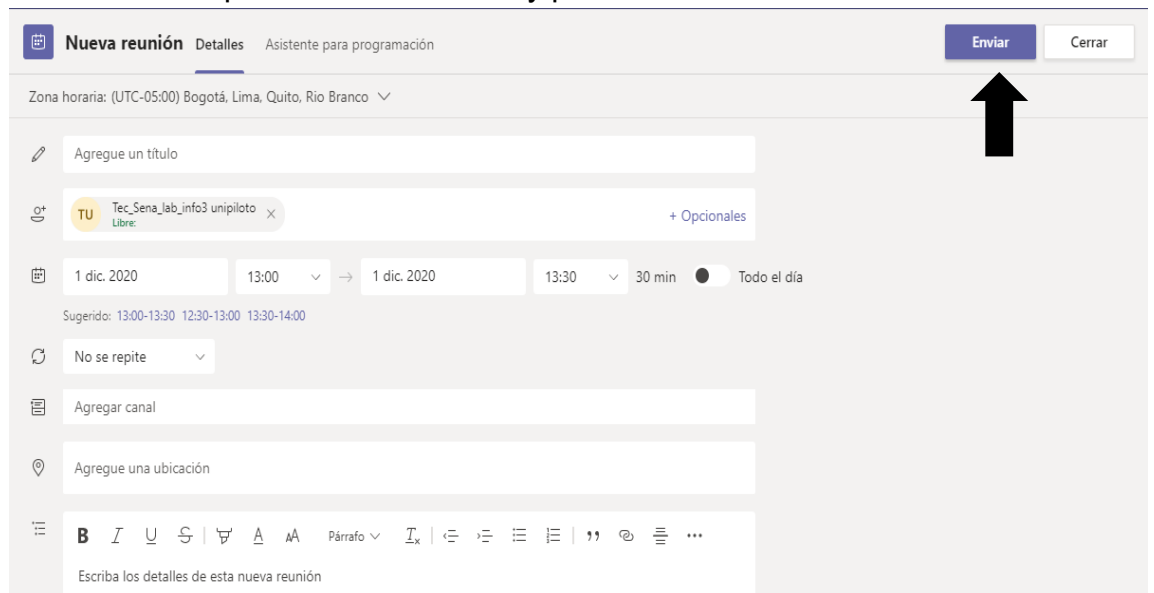 Nueva reunión Detalles Asistente para programación Enviar Cerrar
Zona horaria: (UTC-05:00) Bogotá, Lima, Quito, Rio Branco
Agregue un título
TU Tec_Sena_lab_info3 unipiloto + Opcionales
Libre:
1 dic. 2020 13:00 → 1 dic. 2020 13:30 30 min Todo el día
Sugerido: 13:00-13:30 12:30-13:00 13:30-14:00
No se repite
Agregar canal
Agregue una ubicación
B I U S A AA Párrafo Tx
Escriba los detalles de esta nueva reunión